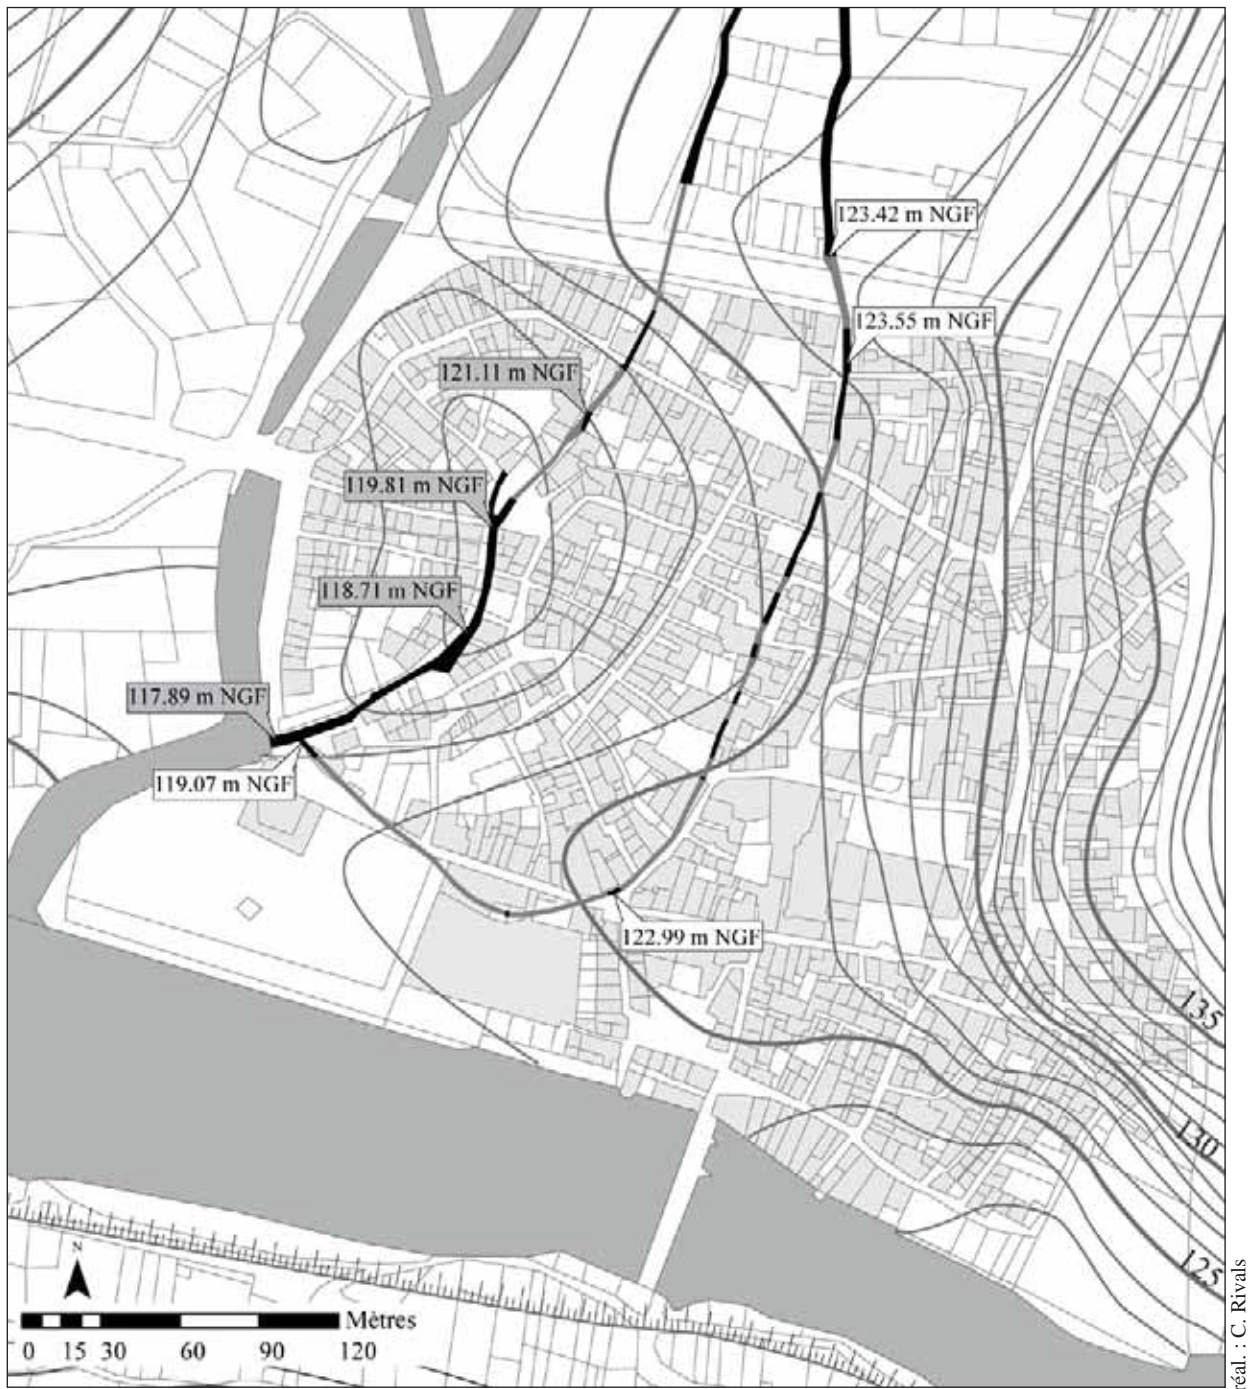 123.42 m NGF
123.55 m NGF
121.11 m NGF
119.81 m NGF
118.71 m NGF
117.89 m NGF
119.07 m NGF
122.99 m NGF
135
130
125
N
Mètres
0 15 30 60 90 120
réal. : C. Rivals